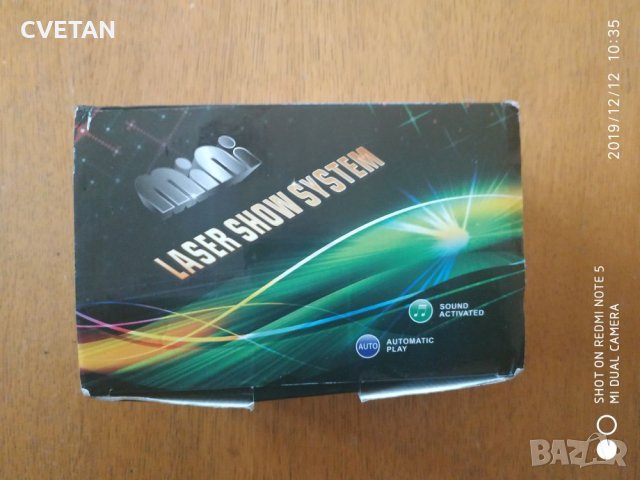 CVETAN
mini
LASER SHOW SYSTEM
SOUND
ACTIVATED
AUTO
AUTOMATIC
PLAY
2019/12/12 10:35
SHOT ON REDMI NOTE 5
MI DUAL CAMERA
BAZAR